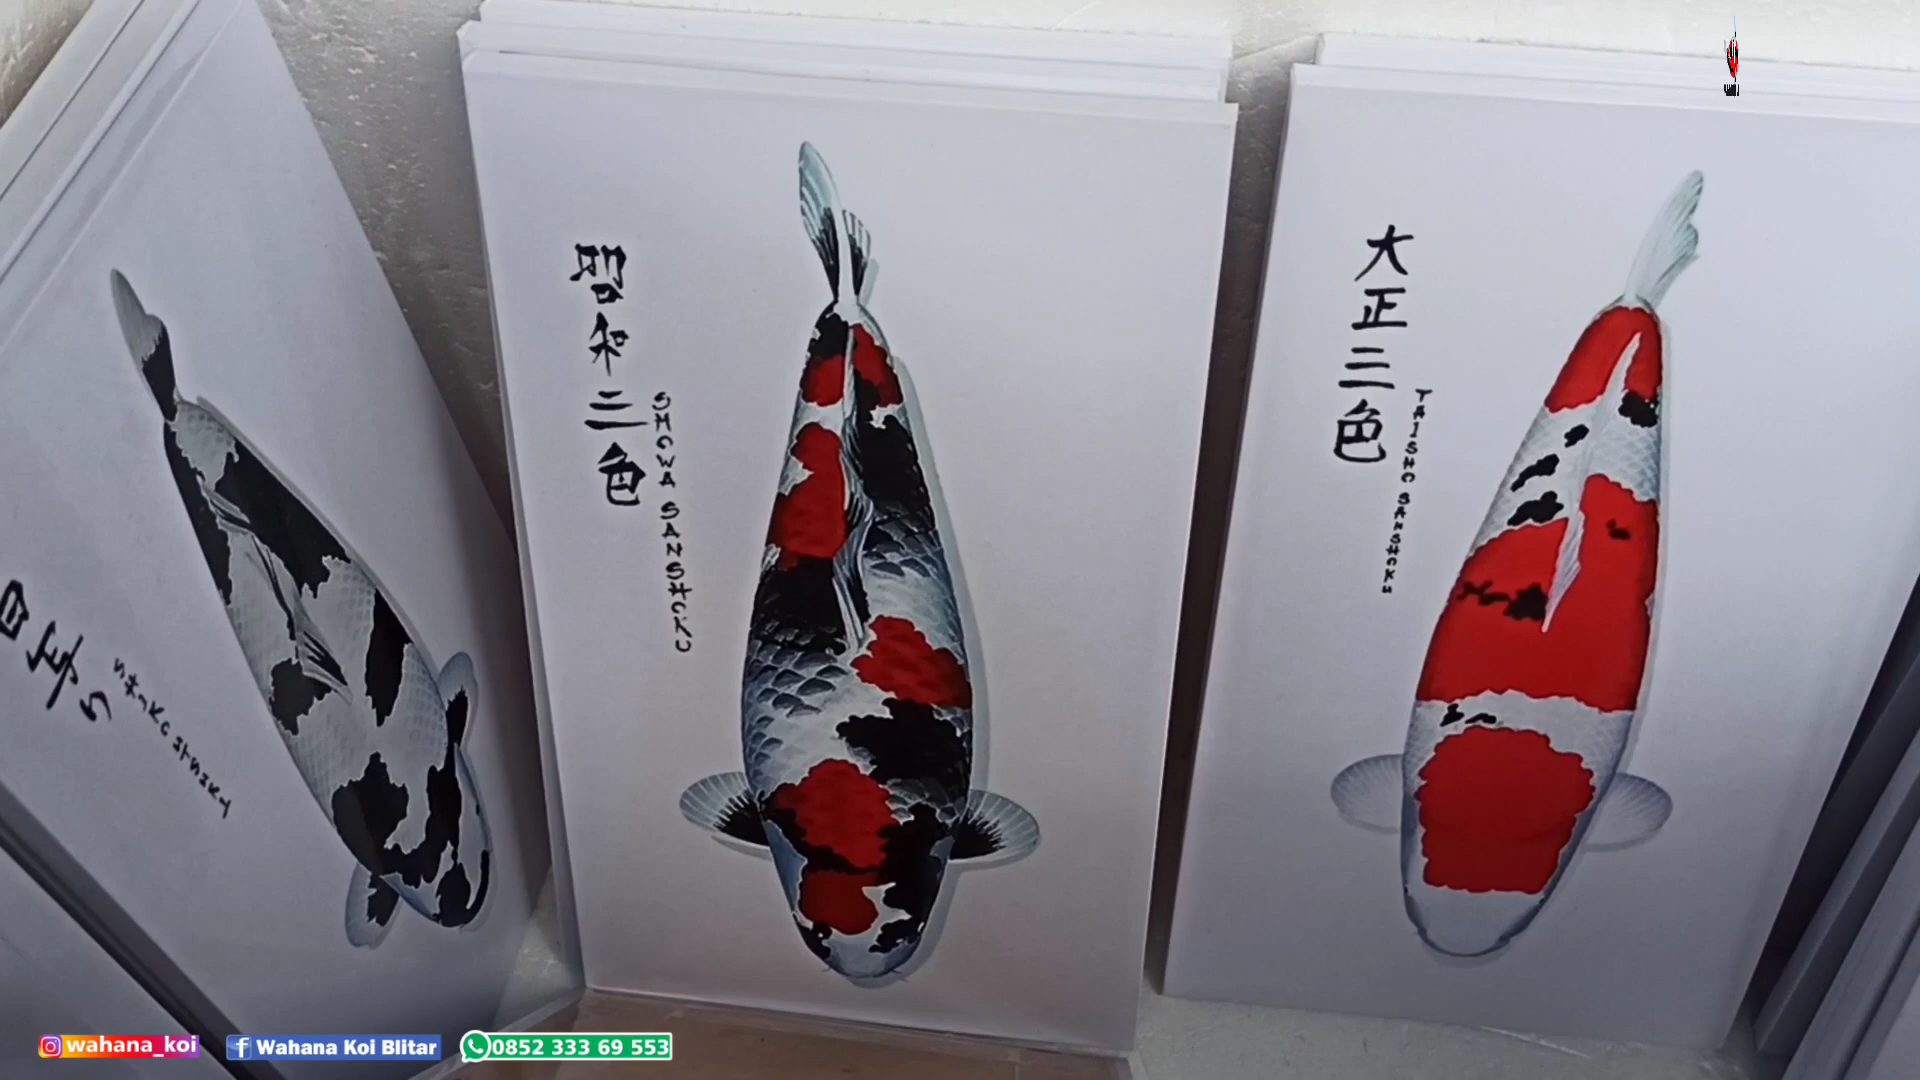 昭和三色
SHOWA SANSHOKU
大正三色
TAISHO SANSHOKU
wahana_koi
Wahana Koi Blitar
0852 333 69 553